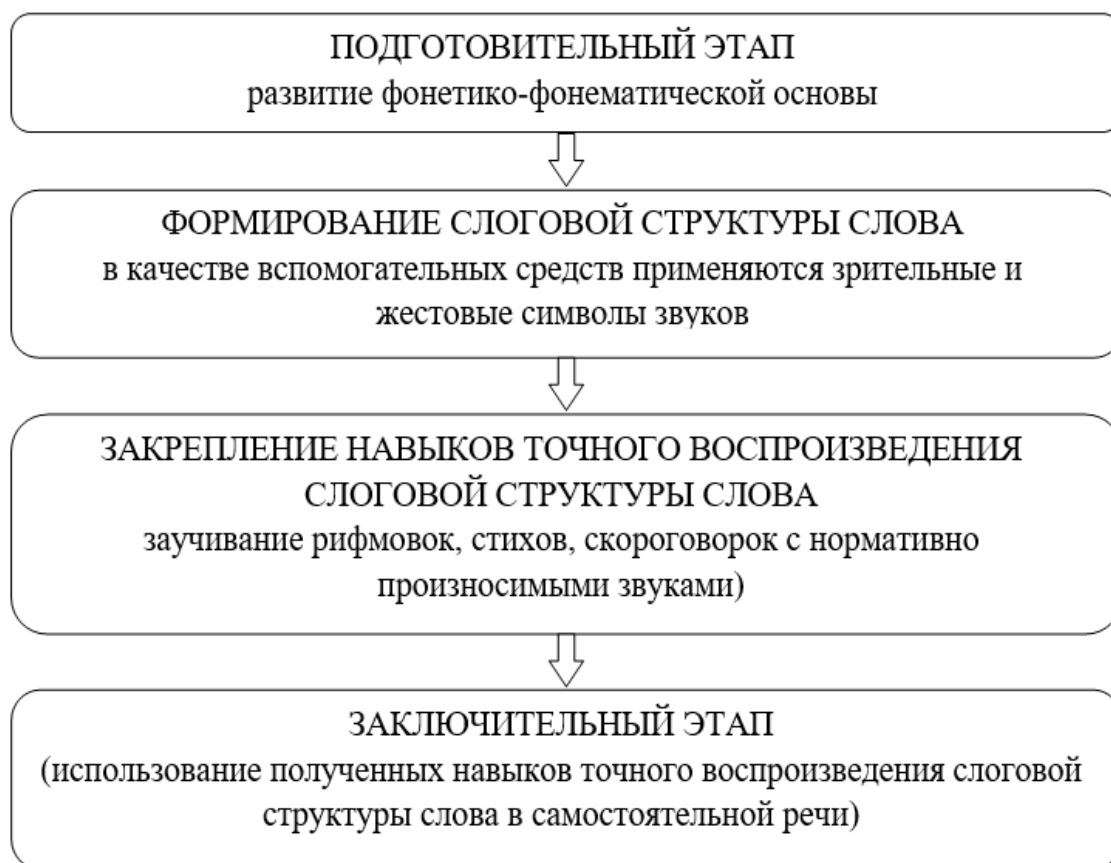 ПОДГОТОВИТЕЛЬНЫЙ ЭТАП
развитие фонетико-фонематической основы
ФОРМИРОВАНИЕ СЛОГОВОЙ СТРУКТУРЫ СЛОВА
в качестве вспомогательных средств применяются зрительные и
жестовые символы звуков
ЗАКРЕПЛЕНИЕ НАВЫКОВ ТОЧНОГО ВОСПРОИЗВЕДЕНИЯ
СЛОГОВОЙ СТРУКТУРЫ СЛОВА
заучивание рифмовок, стихов, скороговорок с нормативно
произносимыми звуками)
ЗАКЛЮЧИТЕЛЬНЫЙ ЭТАП
(использование полученных навыков точного воспроизведения слоговой
структуры слова в самостоятельной речи)